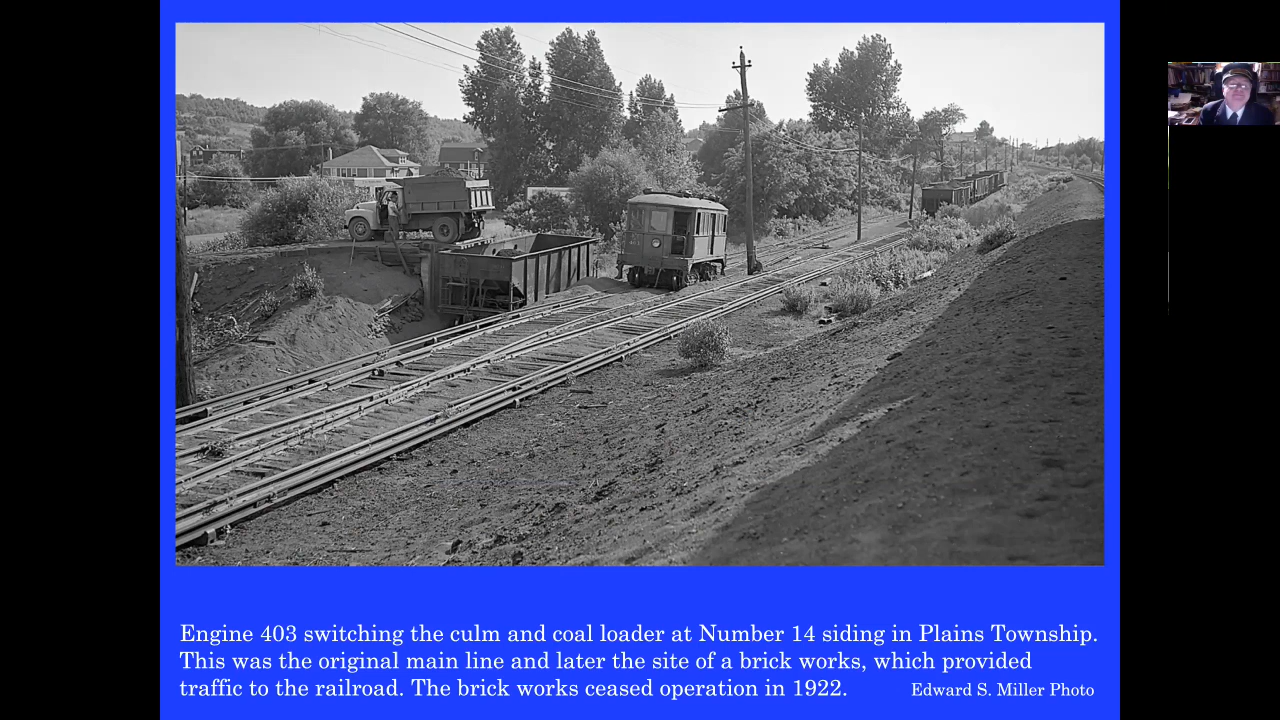 Engine 403 switching the culm and coal loader at Number 14 siding in Plains Township.
This was the original main line and later the site of a brick works, which provided
traffic to the railroad. The brick works ceased operation in 1922.
Edward S. Miller Photo